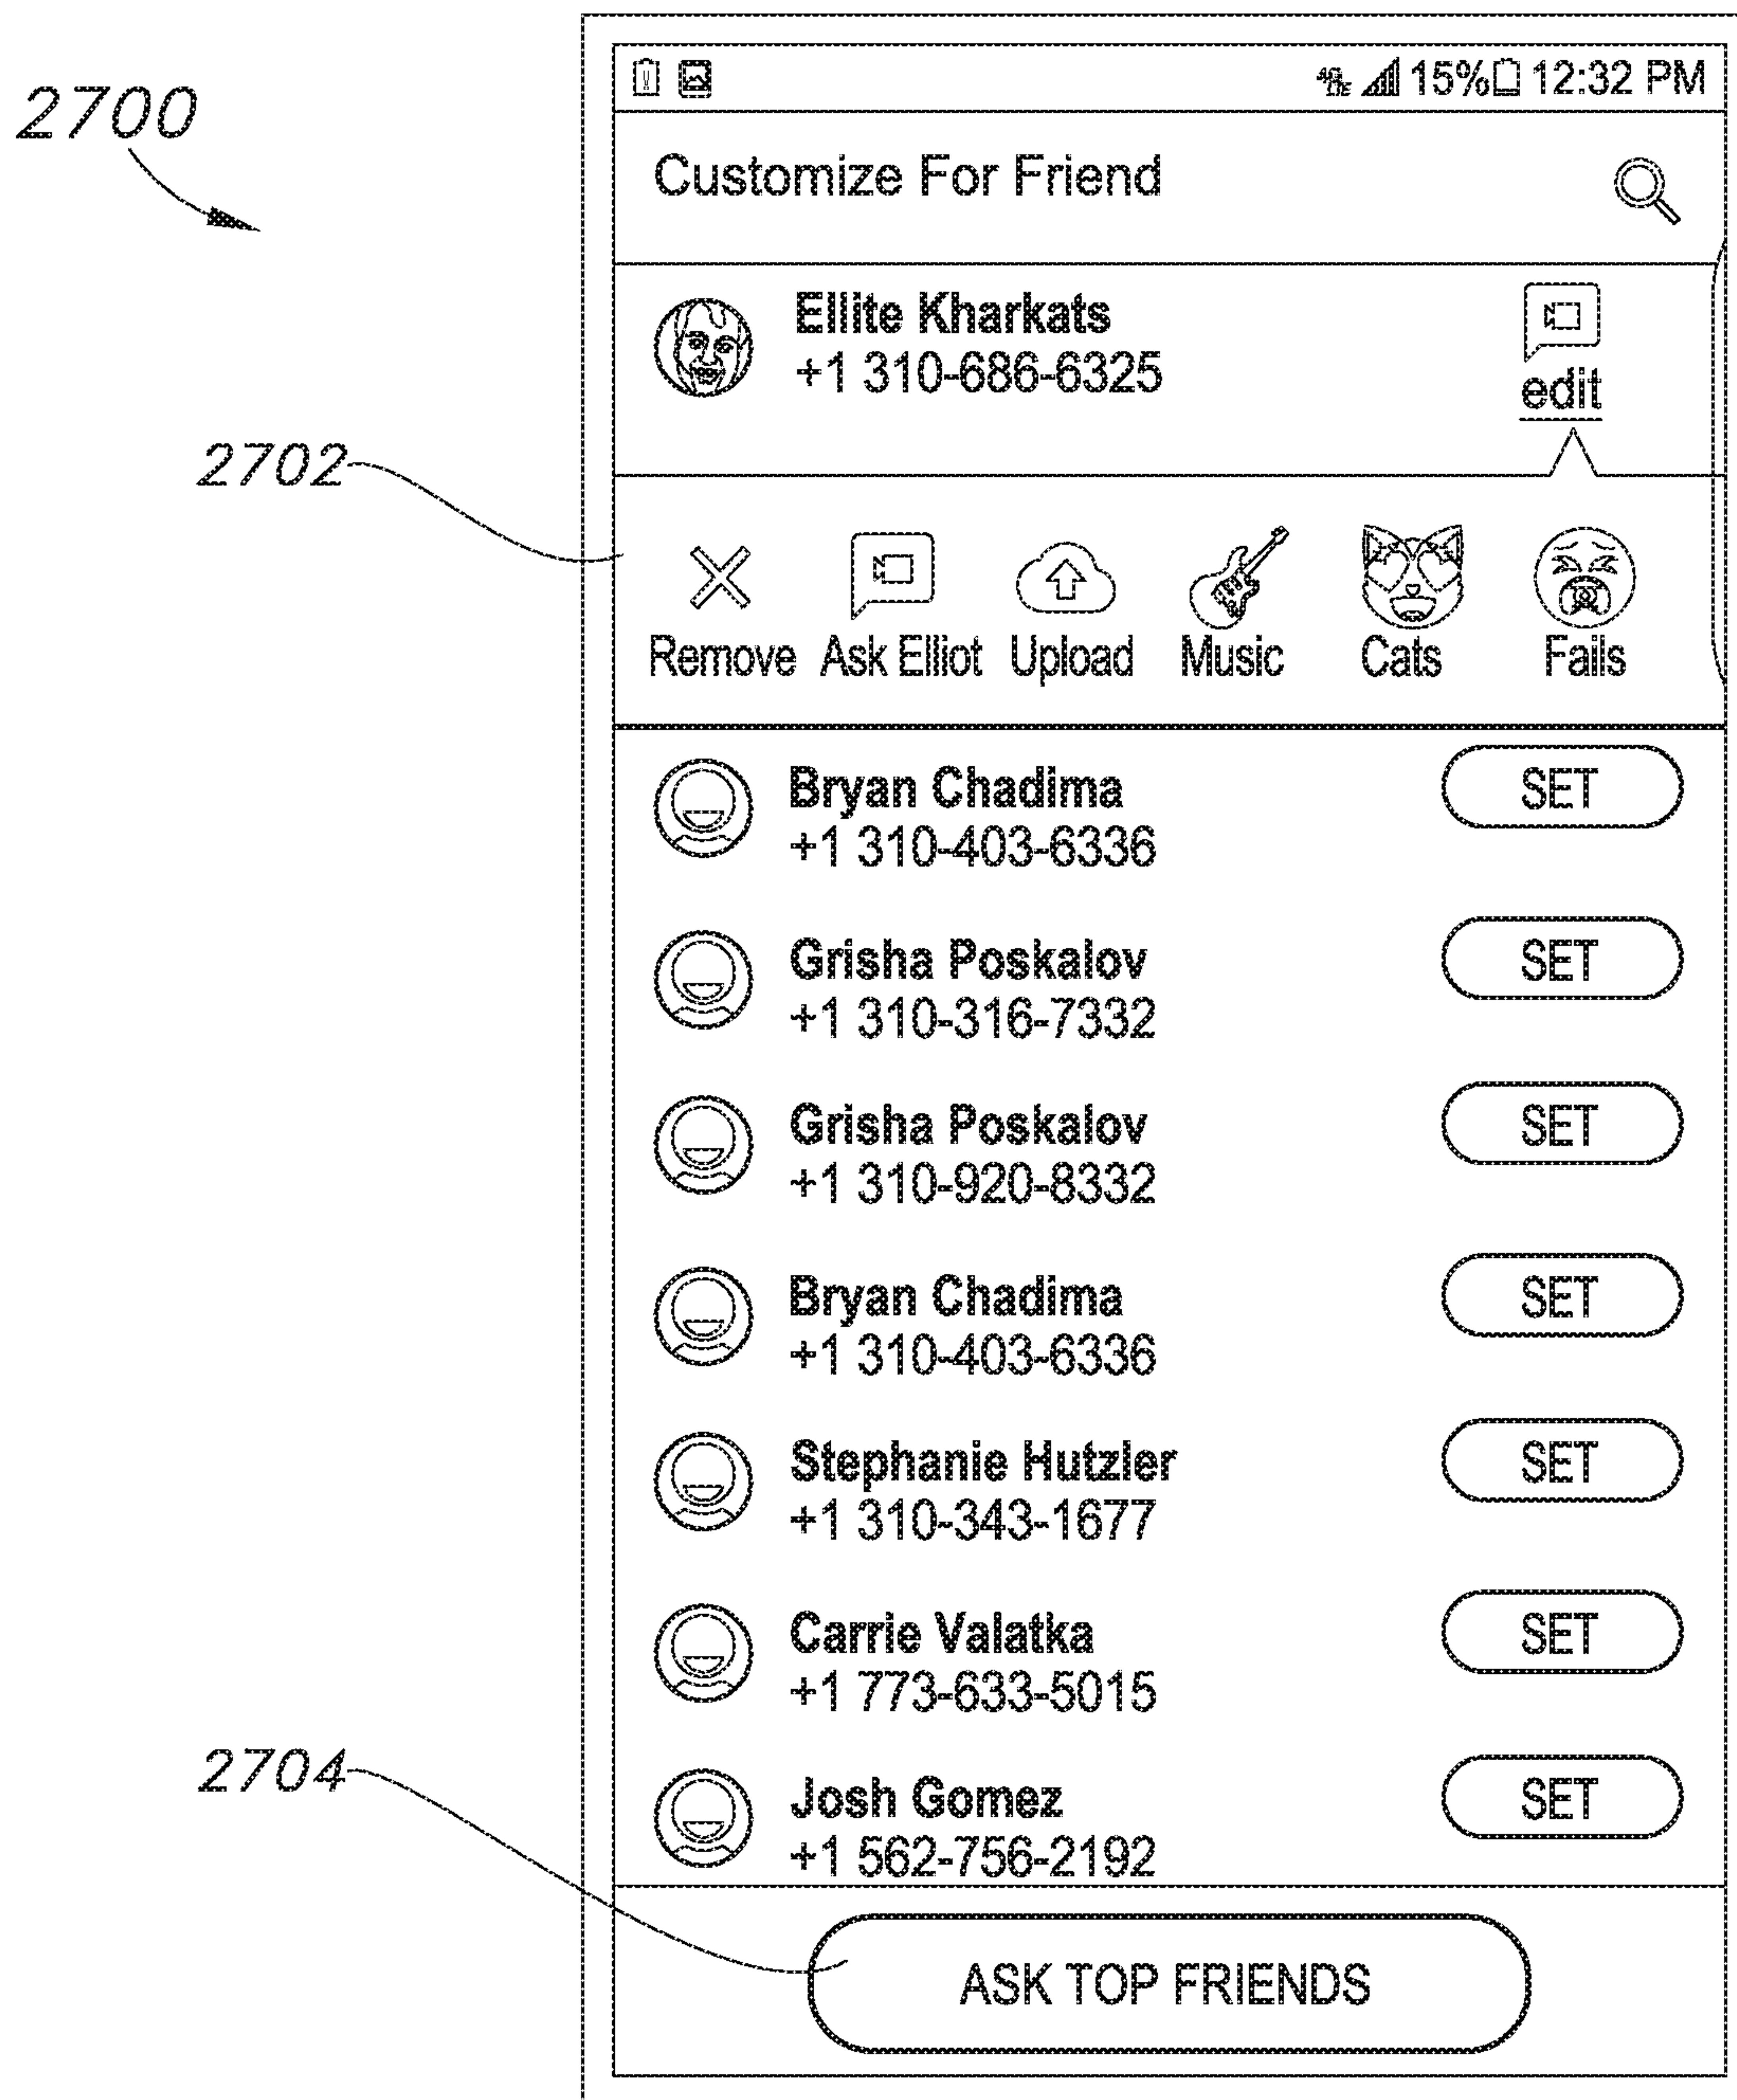 2700
15% 12:32 PM
Customize For Friend
Ellite Kharkats
+1 310-686-6325
edit
2702
Remove Ask Elliot Upload Music Cats Fails
Bryan Chadima SET
+1 310-403-6336
Grisha Poskalov SET
+1 310-316-7332
Grisha Poskalov SET
+1 310-920-8332
Bryan Chadima SET
+1 310-403-6336
Stephanie Hutzler SET
+1 310-343-1677
Carrie Valatka SET
+1 773-633-5015
2704
Josh Gomez SET
+1 562-756-2192
ASK TOP FRIENDS